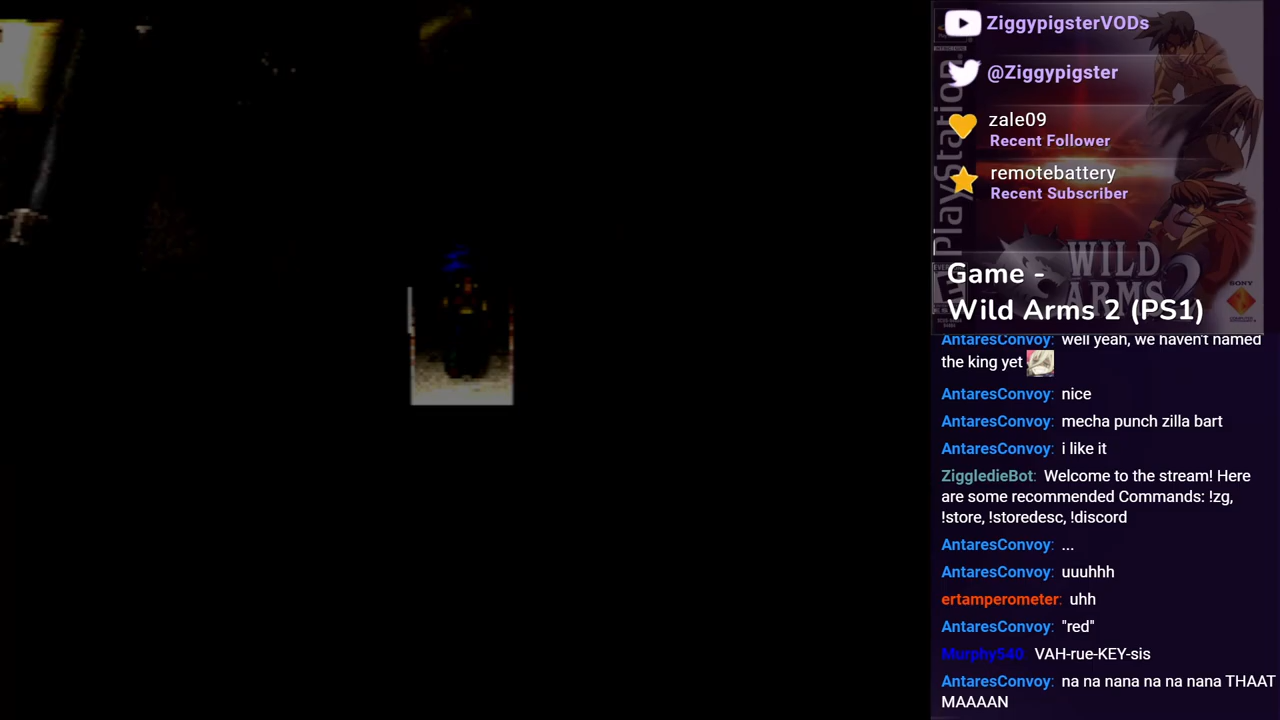 ZiggypigsterVODs
@Ziggypigster
zale09
Recent Follower
remotebattery
Recent Subscriber
PlayStation
WILD
ARMS 2
SONY
Game -
Wild Arms 2 (PS1)
AntaresConvoy: well yeah, we haven't named
the king yet
AntaresConvoy: nice
AntaresConvoy: mecha punch zilla bart
AntaresConvoy: i like it
ZiggledieBot: Welcome to the stream! Here
are some recommended Commands: !zg,
!store, !storedesc, !discord
AntaresConvoy: ...
AntaresConvoy: uuuhhh
ertamperometer: uhh
AntaresConvoy: "red"
Murphy540 VAH-rue-KEY-sis
AntaresConvoy: na na nana na na nana THAAT
MAAAAN